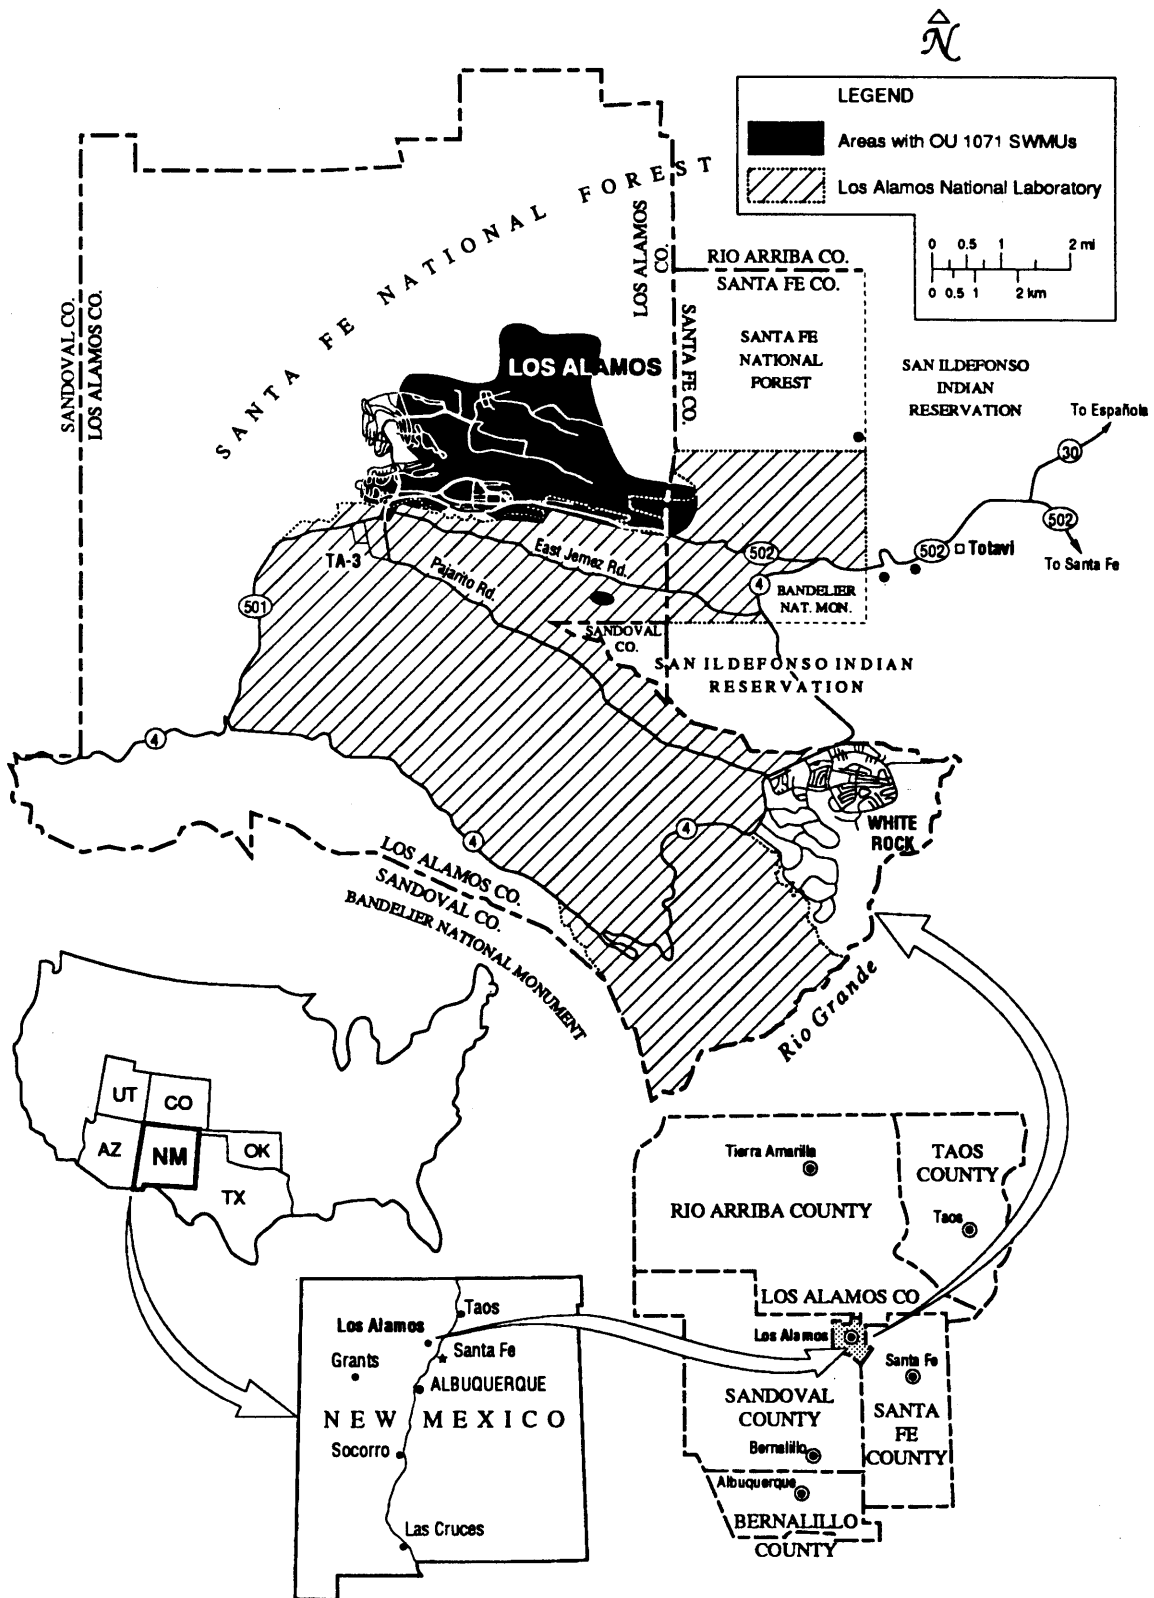 N
LEGEND
Areas with OU 1071 SWMUs
Los Alamos National Laboratory
0 0.5 1 2 mi
0 0.5 1 2 km
SANTA FE NATIONAL FOREST
SANDOVAL CO.
LOS ALAMOS CO.
LOS ALAMOS
CO.
SANTA FE CO.
RIO ARRIBA CO.
SANTA FE CO.
SANTA FE
NATIONAL
FOREST
SAN ILDEFONSO
INDIAN
RESERVATION
To Española
30
LOS ALAMOS
502
To Santa Fe
502
Totavi
502
East Jemez Rd.
TA-3
Pajarito Rd.
4
BANDELIER
NAT. MON.
501
SANDOVAL
CO.
SAN ILDEFONSO INDIAN
RESERVATION
4
WHITE
ROCK
4
4
LOS ALAMOS CO.
SANDOVAL CO.
BANDELIER NATIONAL MONUMENT
Rio Grande
UT
CO
AZ
NM
OK
TX
Tierra Amarilla
TAOS
COUNTY
RIO ARRIBA COUNTY
Taos
LOS ALAMOS CO
Los Alamos
Santa Fe
SANDOVAL
COUNTY
SANTA
FE
COUNTY
Bernalillo
Albuquerque
BERNALILLO
COUNTY
Taos
Los Alamos
Santa Fe
Grants
ALBUQUERQUE
NEW MEXICO
Socorro
Las Cruces